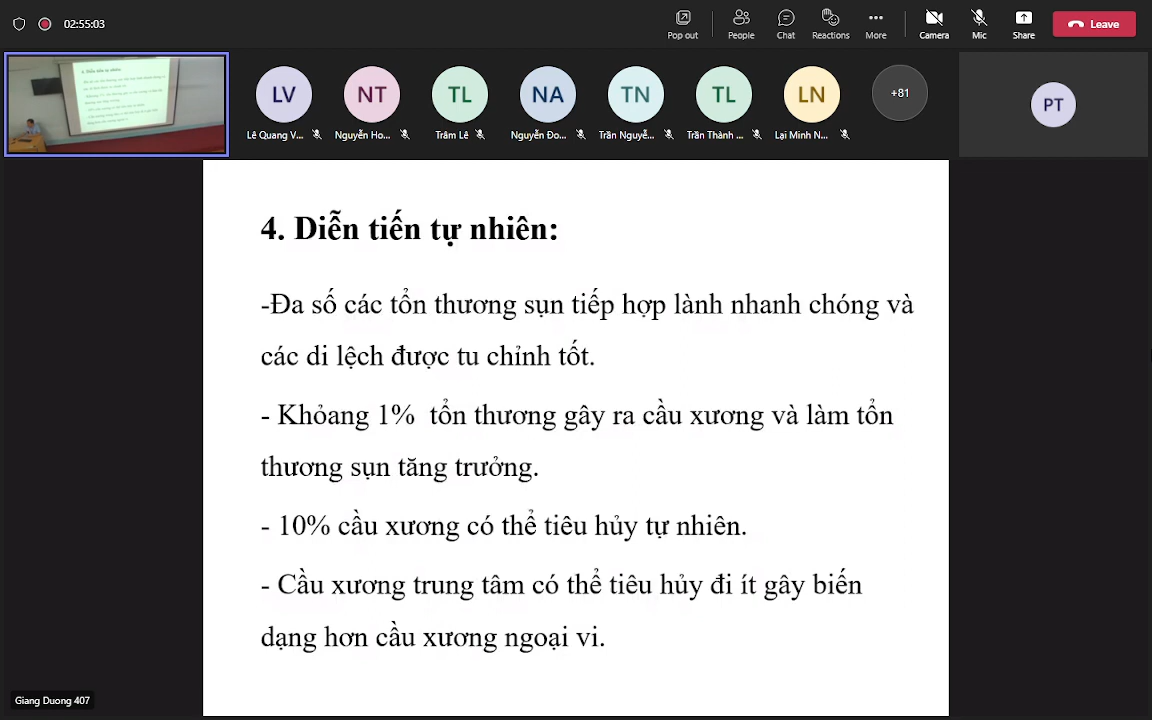 02:55:03
Pop out
People
Chat
Reactions
More
Camera
Mic
Share
Leave
LV
NT
TL
NA
TN
TL
LN
+81
PT
Lê Quang V...
Nguyễn Ho...
Trâm Lê
Nguyễn Đo...
Trần Nguyễ...
Trần Thành ...
Lại Minh N...
4. Diễn tiến tự nhiên:
-Đa số các tổn thương sụn tiếp hợp lành nhanh chóng và
các di lệch được tu chỉnh tốt.
- Khỏang 1%  tổn thương gây ra cầu xương và làm tổn
thương sụn tăng trưởng.
- 10% cầu xương có thể tiêu hủy tự nhiên.
- Cầu xương trung tâm có thể tiêu hủy đi ít gây biến
dạng hơn cầu xương ngoại vi.
Giang Duong 407